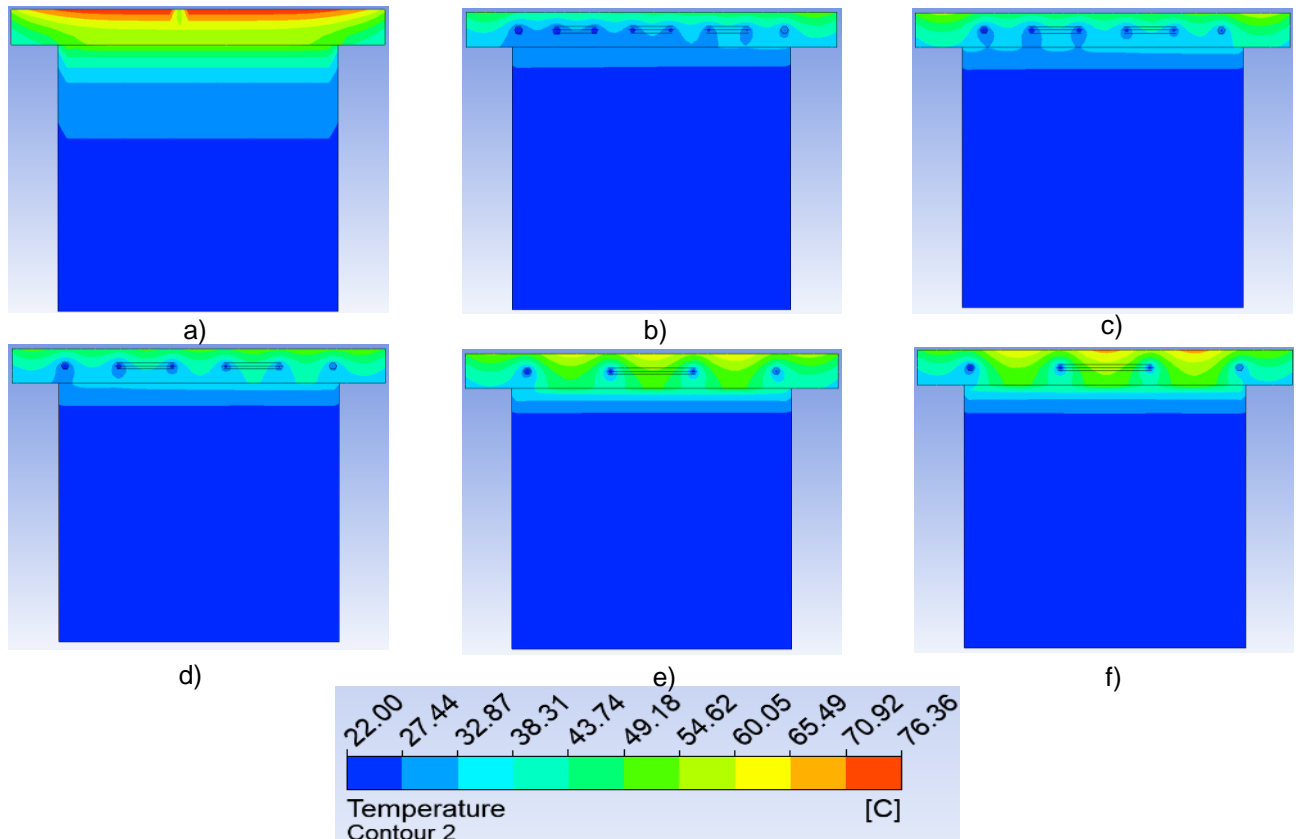 a)
b)
c)
d)
e)
f)
22.00 27.44 32.87 38.31 43.74 49.18 54.62 60.05 65.49 70.92 76.36
Temperature [C]
Contour 2